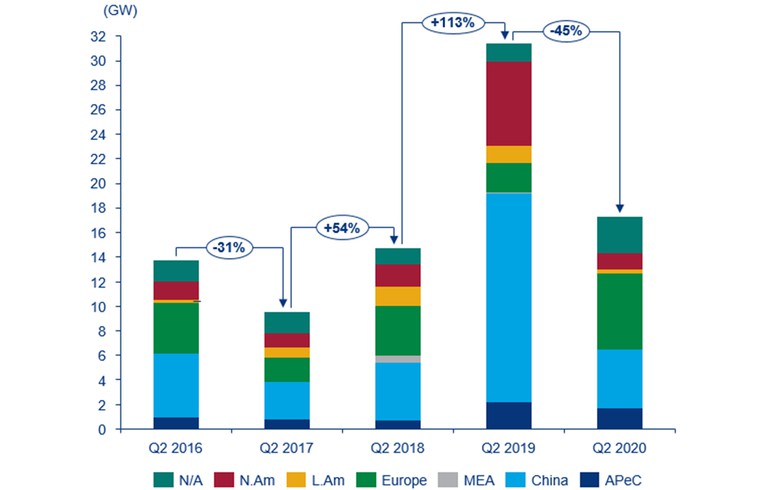 (GW)
+113%
-45%
32
30
28
26
24
22
20
18
16
14
12
10
8
6
4
2
0
-31%
+54%
Q2 2016
Q2 2017
Q2 2018
Q2 2019
Q2 2020
N/A
N.Am
L.Am
Europe
MEA
China
APeC